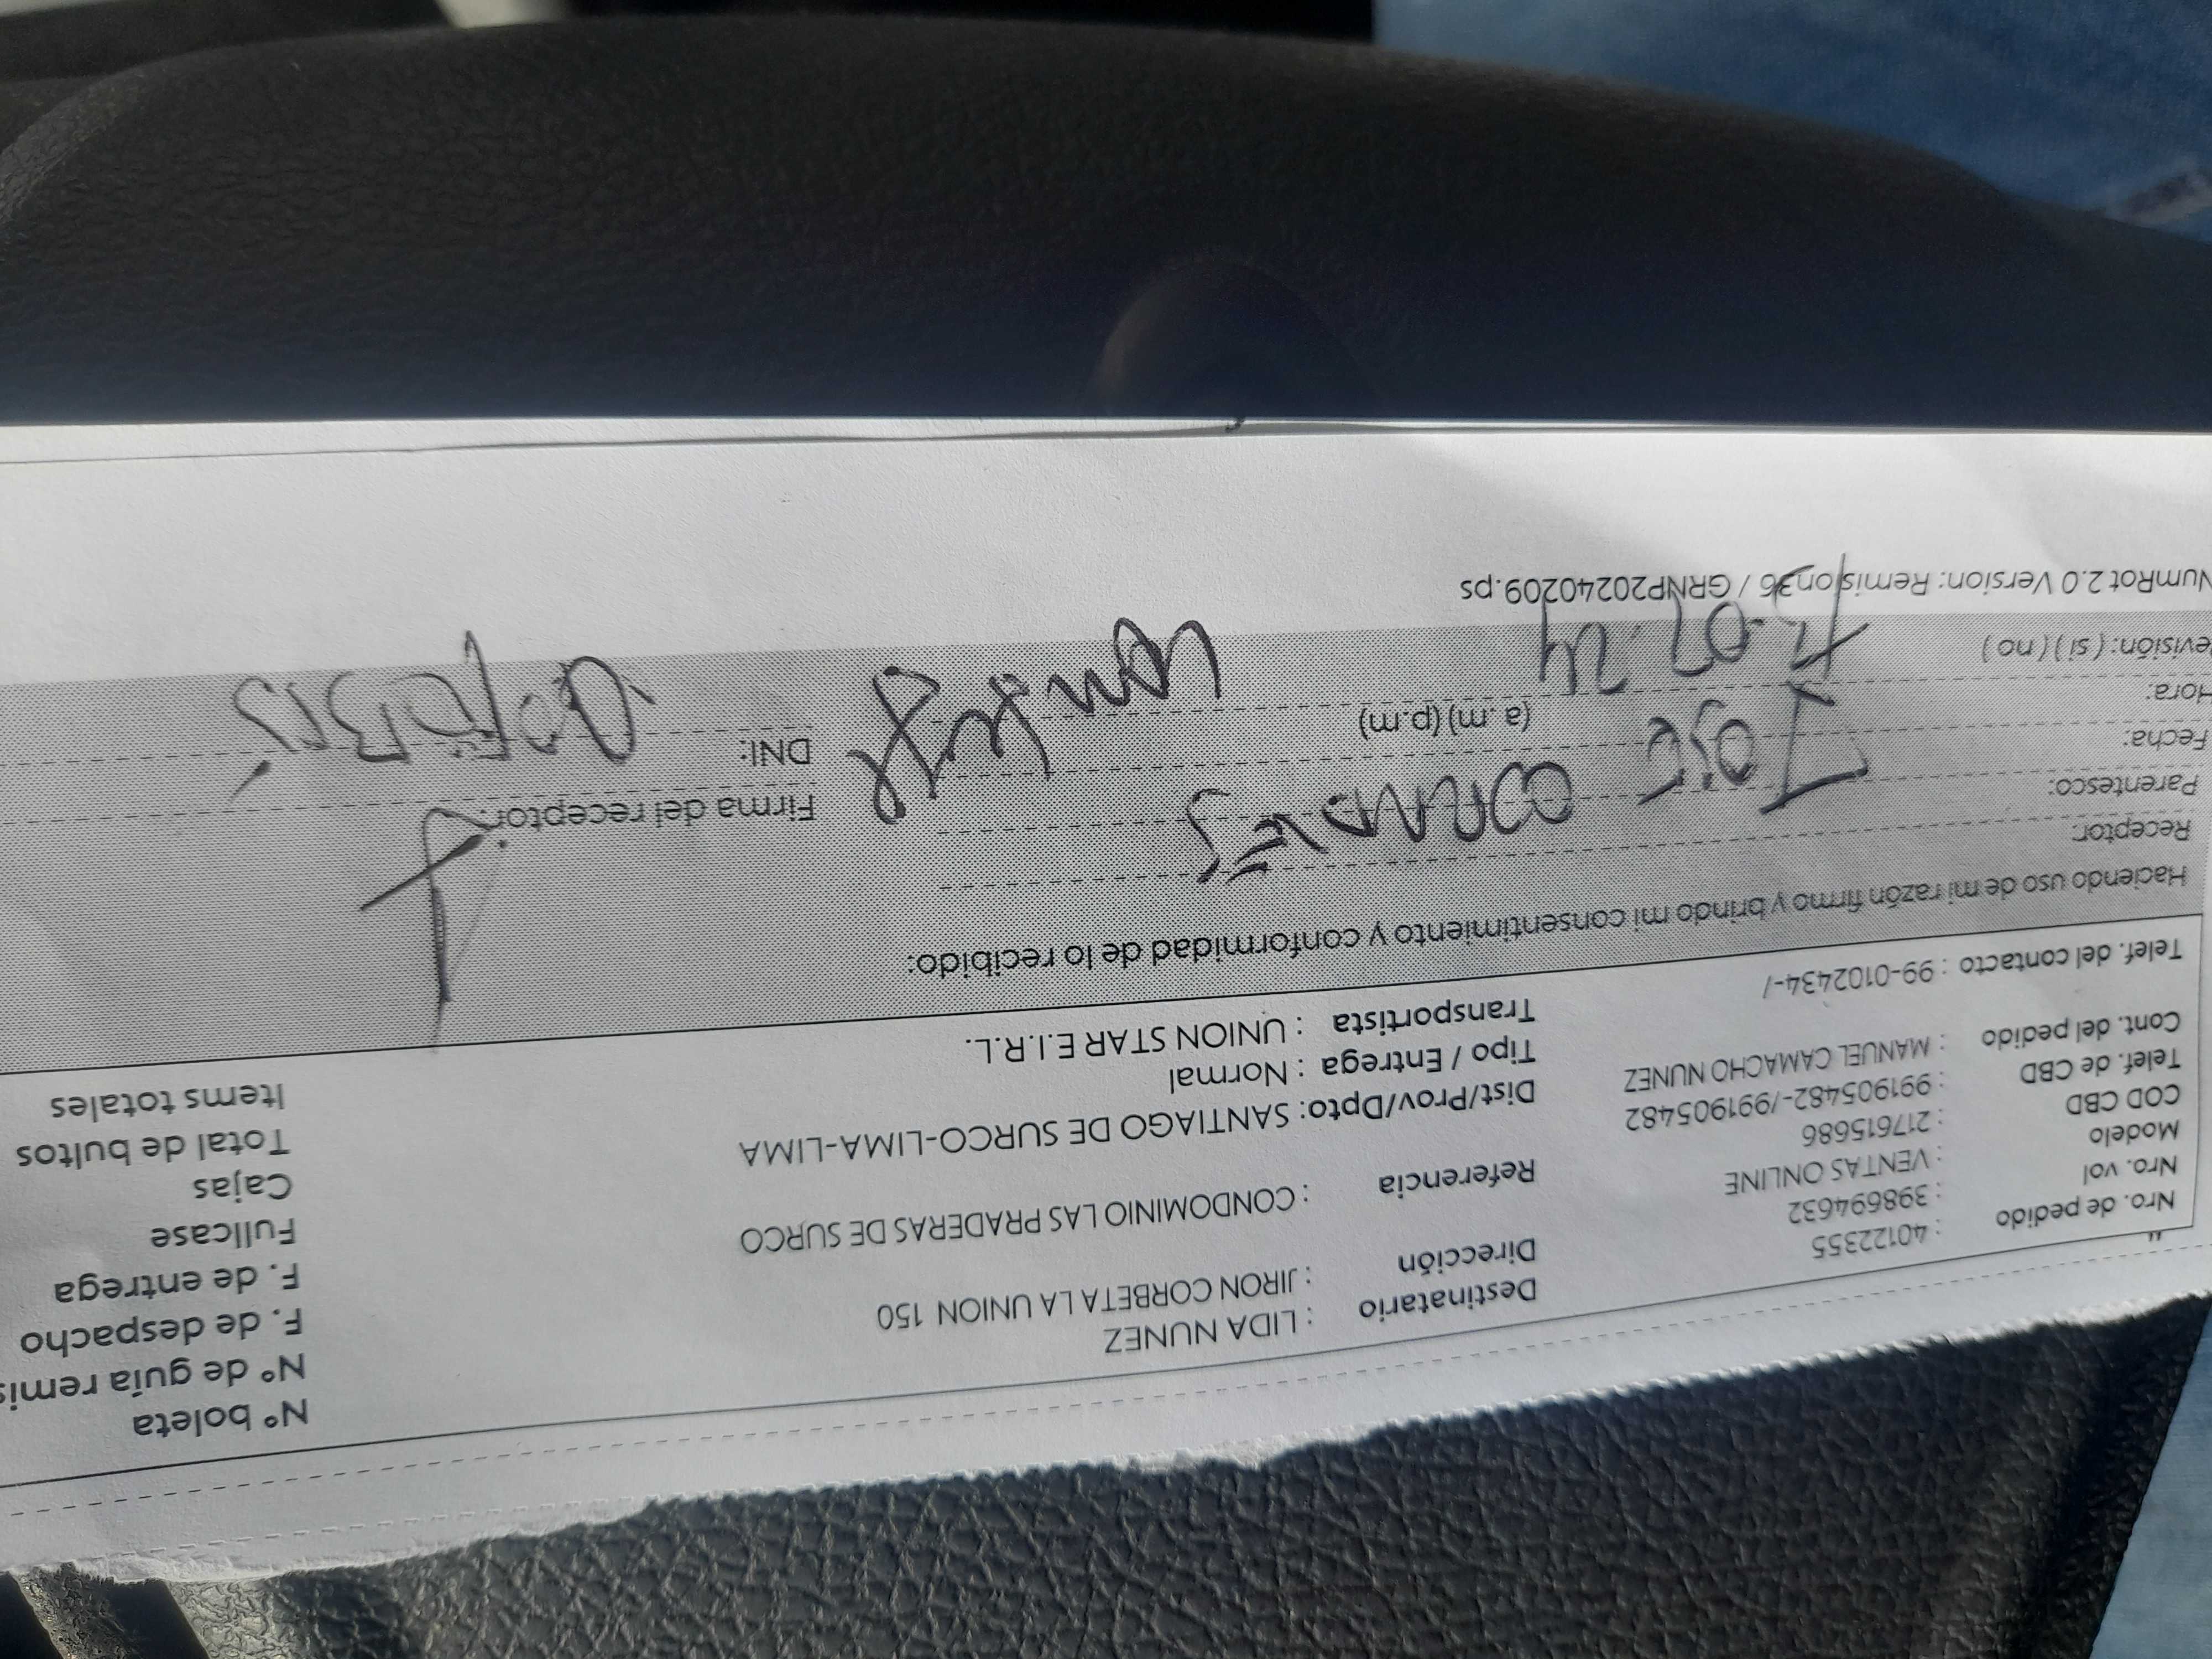 Nro. de pedido : 40122355
Nro. vol : 398694632
Modelo : VENTAS ONLINE
COD CBD : 217615686
Telef. de CBD : 991905482-/991905482
Cont. del pedido : MANUEL CAMACHO NUNEZ
Telef. del contacto : 99-0102434-/
Destinatario : LIDA NUNEZ
Dirección : JIRON CORBETA LA UNION 150
Referencia : CONDOMINIO LAS PRADERAS DE SURCO
Dist/Prov/Dpto: SANTIAGO DE SURCO-LIMA-LIMA
Tipo / Entrega : Normal
Transportista : UNION STAR E.I.R.L.
N° boleta
N° de guía remis
F. de despacho
F. de entrega
Fullcase
Cajas
Total de bultos
Items totales
Haciendo uso de mi razón firmo y brindo mi consentimiento y conformidad de lo recibido:
Receptor:
Parentesco:
Fecha:
Hora: (a.m) (p.m)
evisión: ( si ) ( no )
Jose
Firma del receptor:
DNI:
NumRot 2.0 Version: Remision36 / GRNP20240209.ps